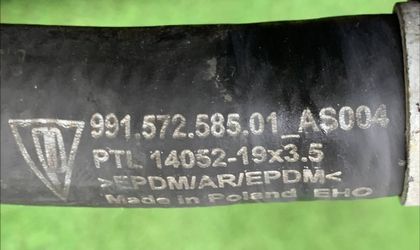 991.572.585.01_AS004
PTL 14052-19x3.5
>EPDM/AR/EPDM<
Made in Poland EHO